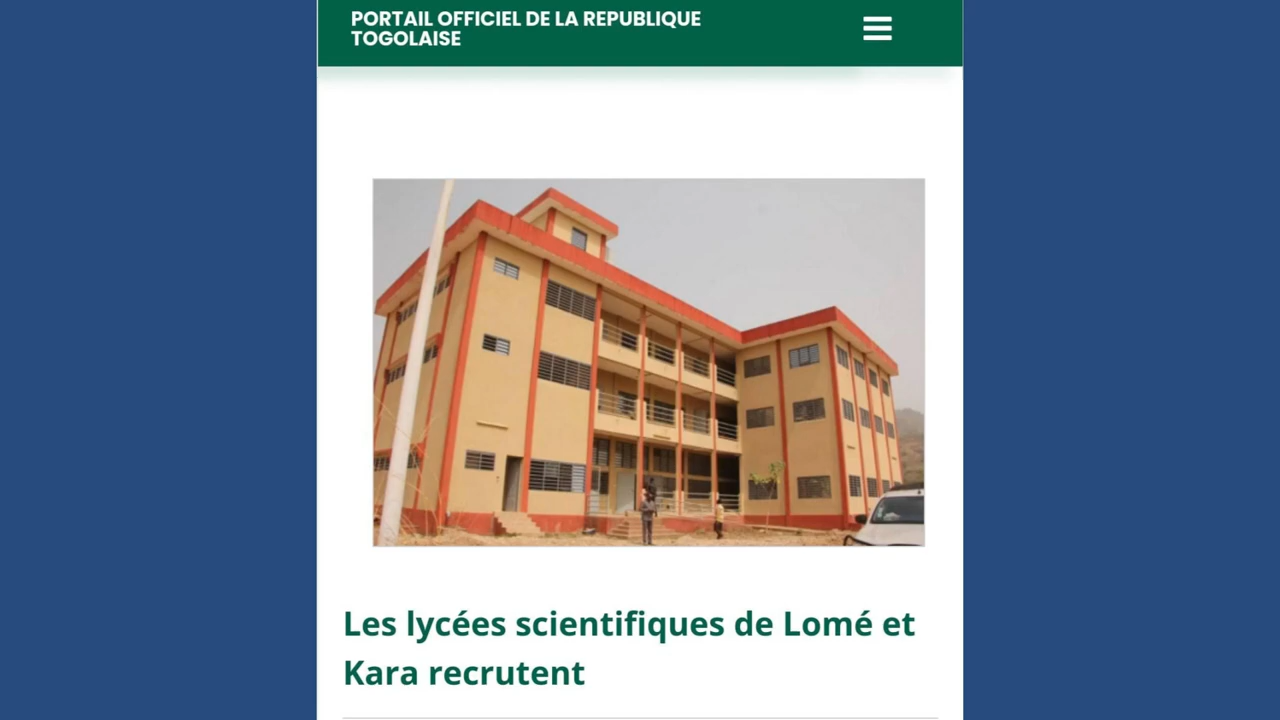 PORTAIL OFFICIEL DE LA REPUBLIQUE
TOGOLAISE
Les lycées scientifiques de Lomé et
Kara recrutent